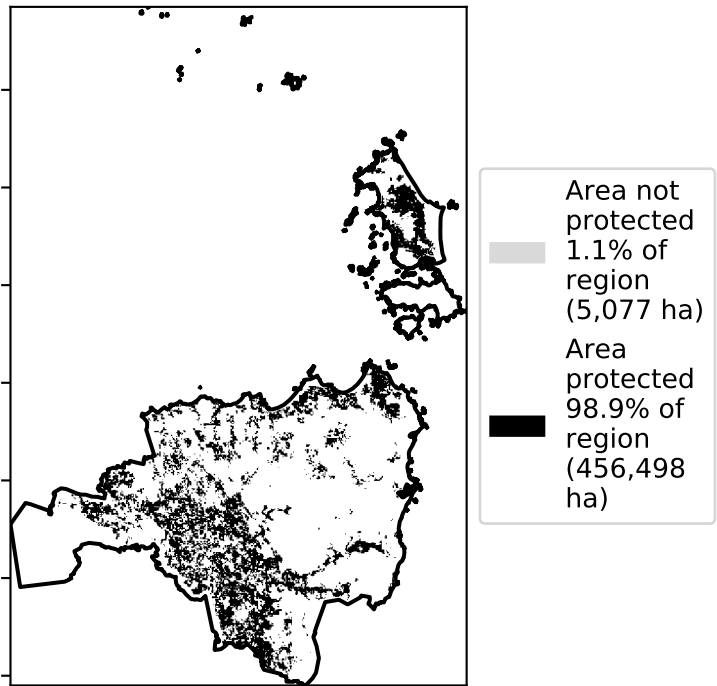 Area not
protected
1.1% of
region
(5,077 ha)
Area
protected
98.9% of
region
(456,498
ha)